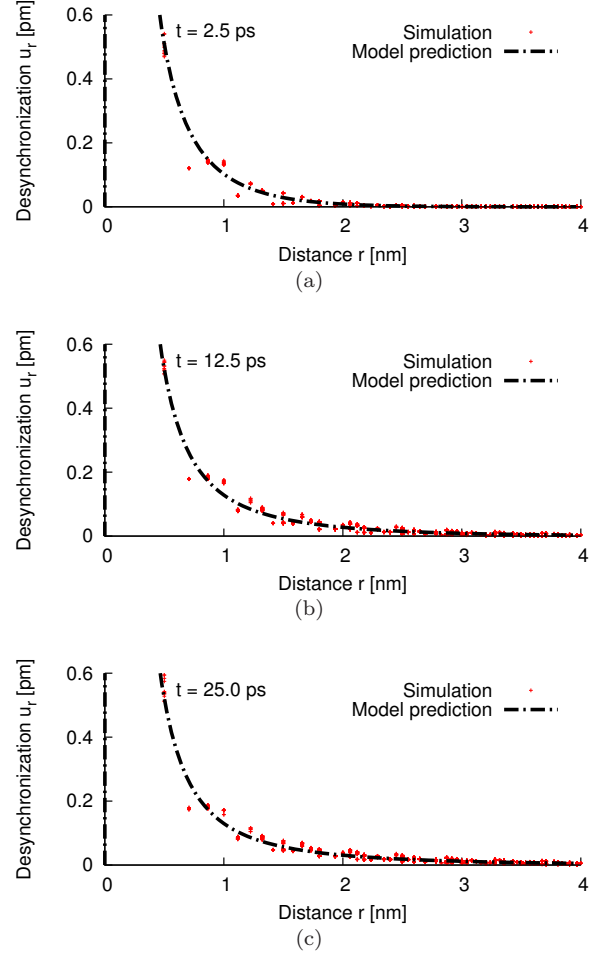 0.6
t = 2.5 ps
Simulation
Model prediction
0.4
0.2
0
Desynchronization u_r [pm]
0 1 2 3 4
Distance r [nm]
(a)
0.6
t = 12.5 ps
Simulation
Model prediction
0.4
0.2
0
Desynchronization u_r [pm]
0 1 2 3 4
Distance r [nm]
(b)
0.6
t = 25.0 ps
Simulation
Model prediction
0.4
0.2
0
Desynchronization u_r [pm]
0 1 2 3 4
Distance r [nm]
(c)